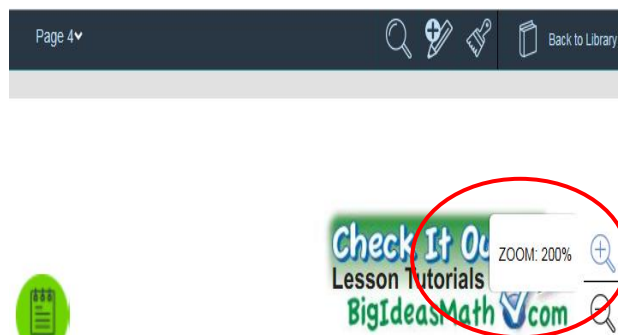 Page 4
Back to Library
Check It Ou
ZOOM: 200%
Lesson Tutorials
BigIdeasMath
com